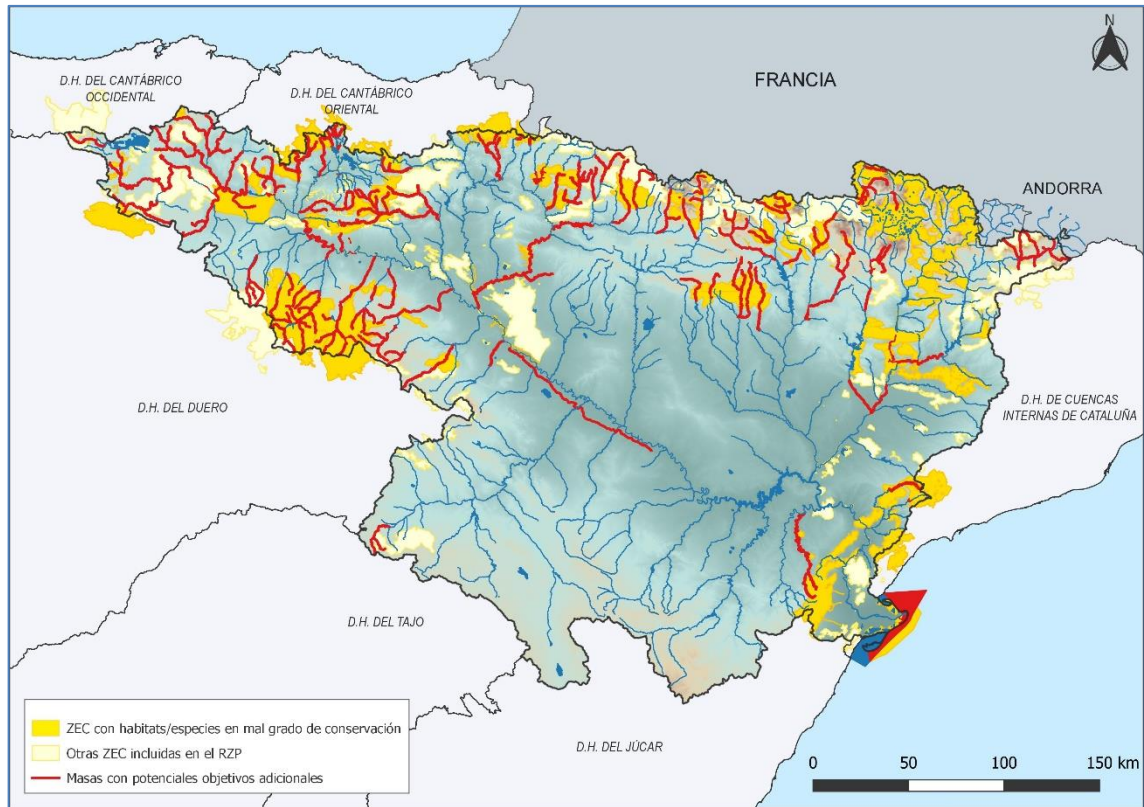 N
D.H. DEL CANTÁBRICO
OCCIDENTAL
D.H. DEL CANTÁBRICO
ORIENTAL
FRANCIA
ANDORRA
D.H. DEL DUERO
D.H. DE CUENCAS
INTERNAS DE CATALUÑA
D.H. DEL TAJO
D.H. DEL JÚCAR
ZEC con habitats/especies en mal grado de conservación
Otras ZEC incluidas en el RZP
Masas con potenciales objetivos adicionales
0 50 100 150 km